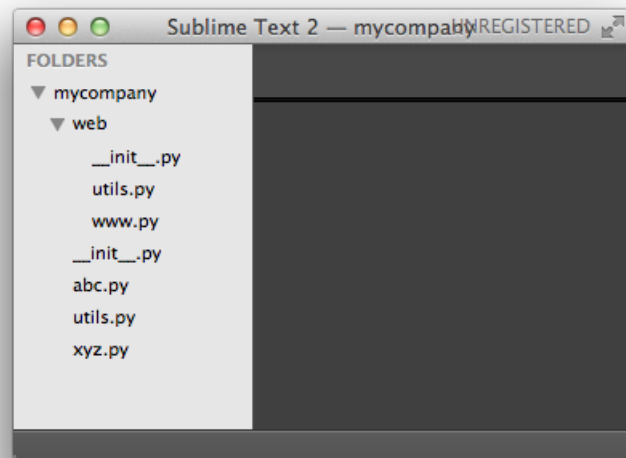 Sublime Text 2 — mycompany UNREGISTERED
FOLDERS
mycompany
web
__init__.py
utils.py
www.py
__init__.py
abc.py
utils.py
xyz.py